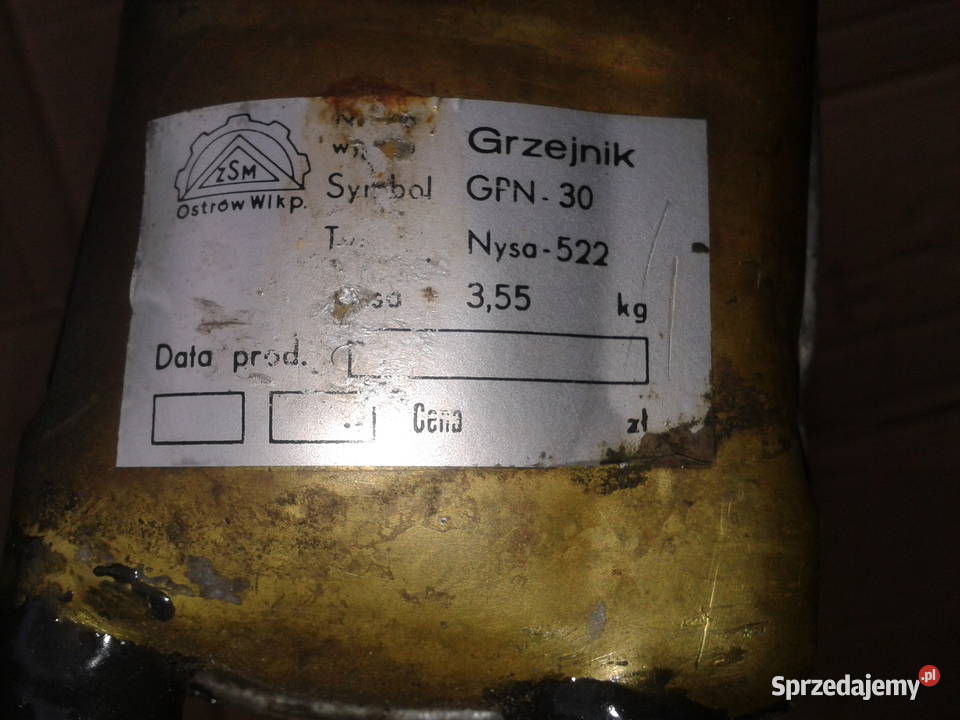 ZSM
Ostrów Wlkp.
Grzejnik
Symbol GPN-30
Nysa-522
3,55 kg
Data prod.
Cena zł
Sprzedajemy.pl